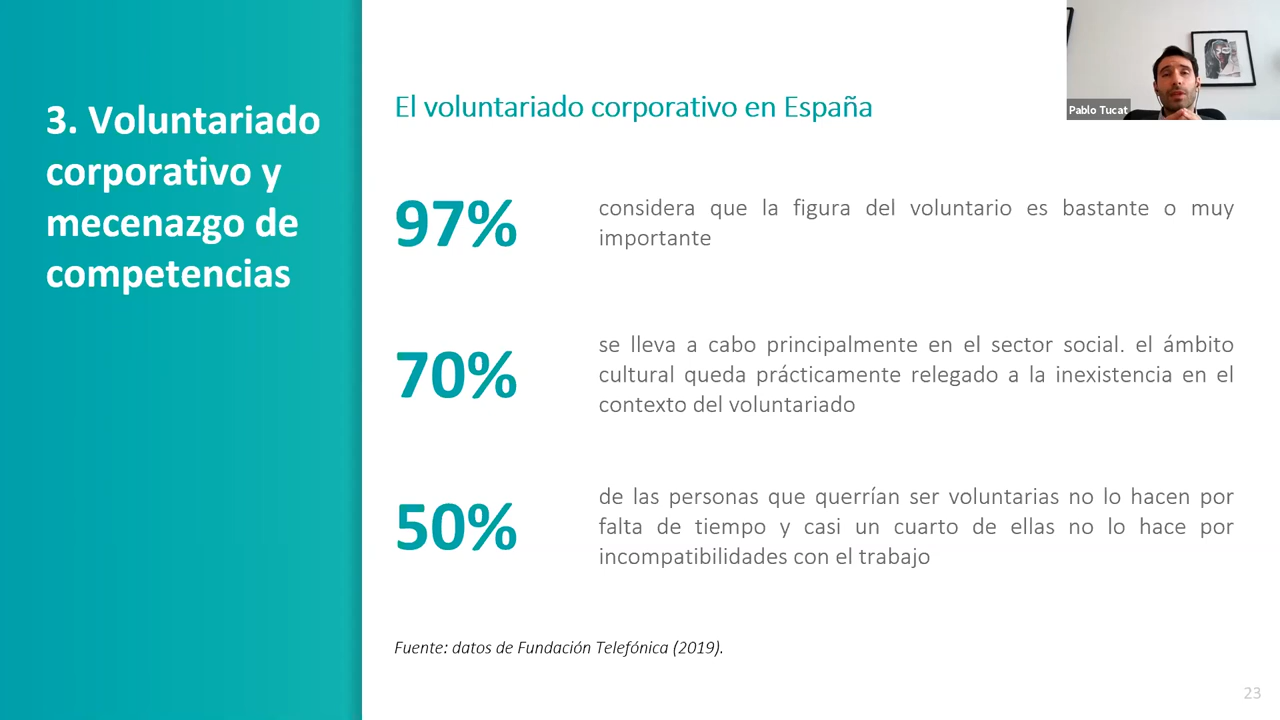 3. Voluntariado
corporativo y
mecenazgo de
competencias
El voluntariado corporativo en España
Pablo Tucat
97%
considera que la figura del voluntario es bastante o muy
importante
70%
se lleva a cabo principalmente en el sector social. el ámbito
cultural queda prácticamente relegado a la inexistencia en el
contexto del voluntariado
50%
de las personas que querrían ser voluntarias no lo hacen por
falta de tiempo y casi un cuarto de ellas no lo hace por
incompatibilidades con el trabajo
Fuente: datos de Fundación Telefónica (2019).
23